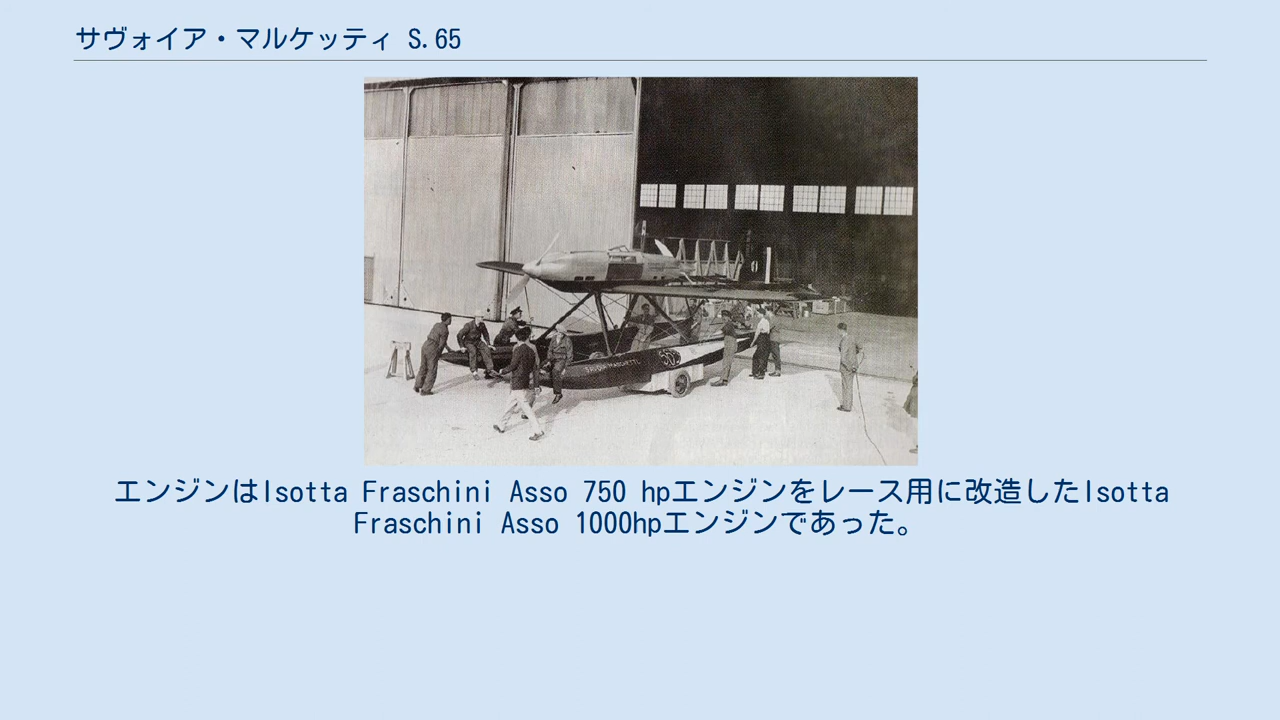 サヴォイア・マルケッティ S.65
SAVOIA MARCHETTI
S65
エンジンはIsotta Fraschini Asso 750 hpエンジンをレース用に改造したIsotta
Fraschini Asso 1000hpエンジンであった。